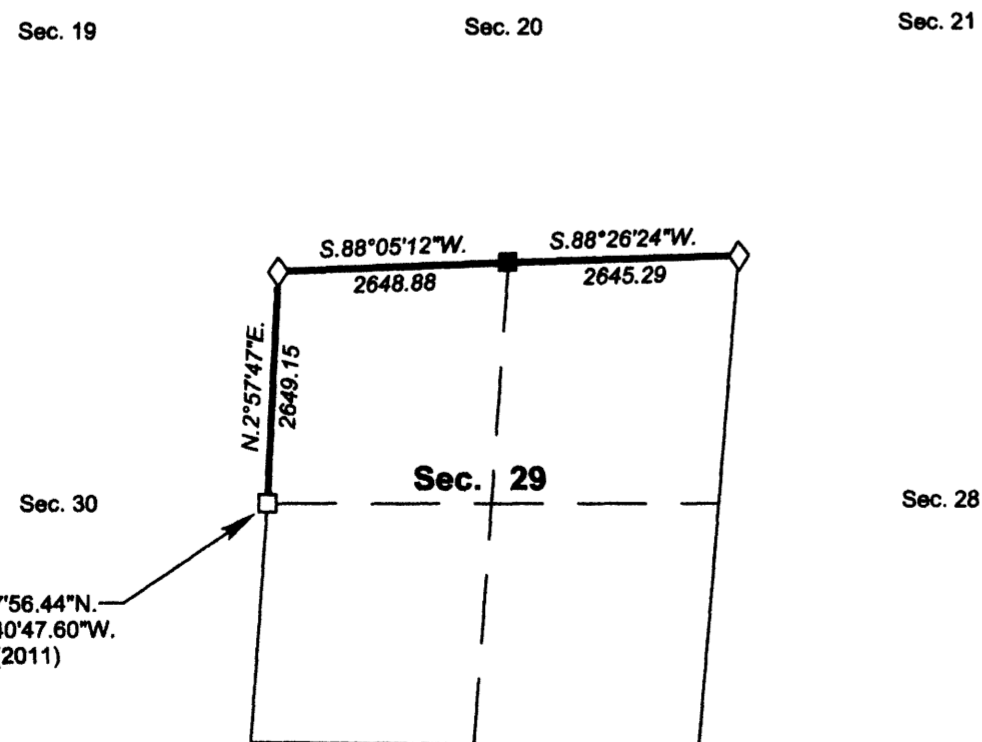 Sec. 19
Sec. 20
Sec. 21
S.88°05'12"W.
2648.88
S.88°26'24"W.
2645.29
N.2°57'47"E.
2649.15
Sec. 29
Sec. 30
Sec. 28
'56.44"N.
40'47.60"W.
2011)